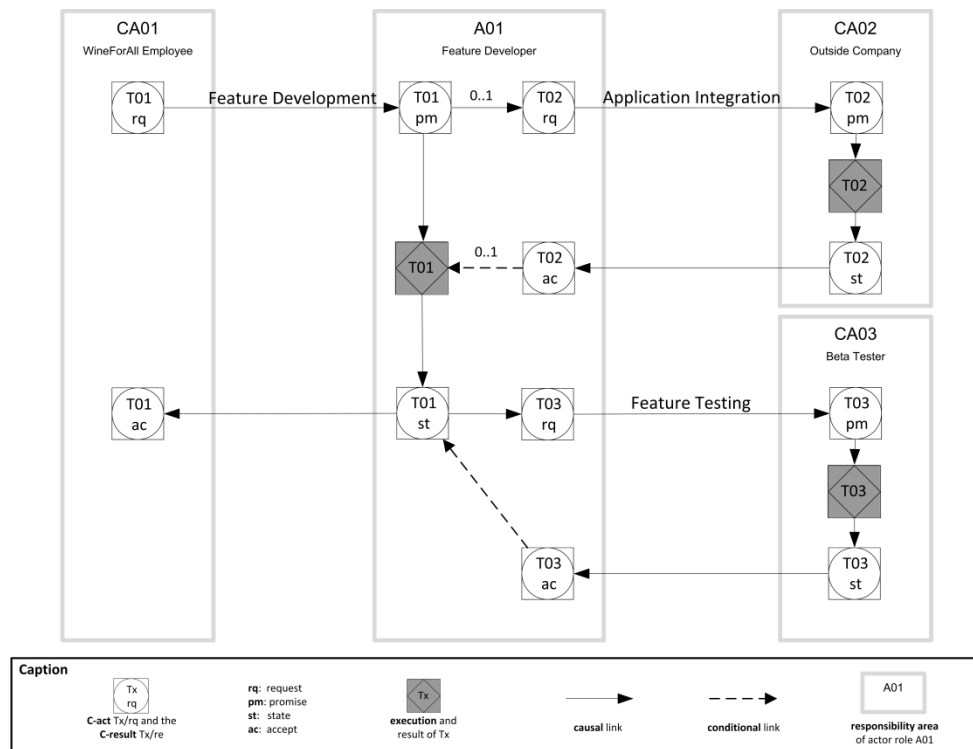 CA01
WineForAll Employee
A01
Feature Developer
CA02
Outside Company
T01
rq
Feature Development
T01
pm
0..1
T02
rq
Application Integration
T02
pm
T02
T01
0..1
T02
ac
T02
st
CA03
Beta Tester
T01
ac
T01
st
T03
rq
Feature Testing
T03
pm
T03
T03
ac
T03
st
Caption
Tx
rq
C-act Tx/rq and the
C-result Tx/re
rq: request
pm: promise
st: state
ac: accept
Tx
execution and
result of Tx
causal link
conditional link
A01
responsibility area
of actor role A01